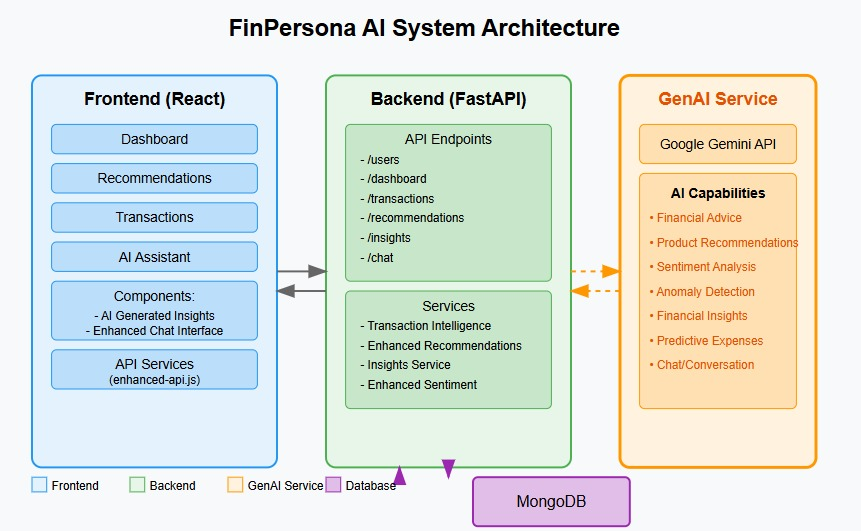 FinPersona AI System Architecture
Frontend (React)
Dashboard
Recommendations
Transactions
AI Assistant
Components:
- AI Generated Insights
- Enhanced Chat Interface
API Services
(enhanced-api.js)
Backend (FastAPI)
API Endpoints
- /users
- /dashboard
- /transactions
- /recommendations
- /insights
- /chat
Services
- Transaction Intelligence
- Enhanced Recommendations
- Insights Service
- Enhanced Sentiment
GenAI Service
Google Gemini API
AI Capabilities
• Financial Advice
• Product Recommendations
• Sentiment Analysis
• Anomaly Detection
• Financial Insights
• Predictive Expenses
• Chat/Conversation
Frontend
Backend
GenAI Service
Database
MongoDB